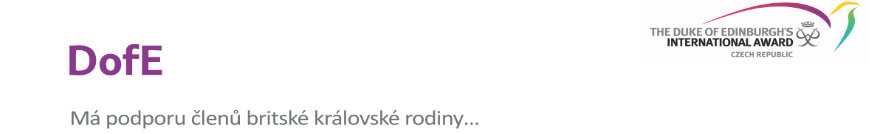 THE DUKE OF EDINBURGH'S
INTERNATIONAL AWARD
CZECH REPUBLIC
DofE
Má podporu členů britské královské rodiny...